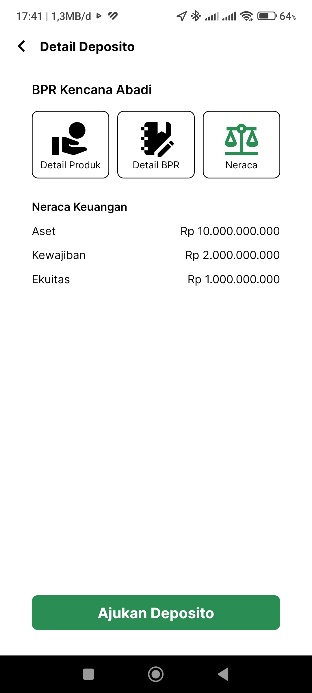 17:41 | 1,3MB/d
64%
Detail Deposito
BPR Kencana Abadi
Detail Produk
Detail BPR
Neraca
Neraca Keuangan
Aset Rp 10.000.000.000
Kewajiban Rp 2.000.000.000
Ekuitas Rp 1.000.000.000
Ajukan Deposito